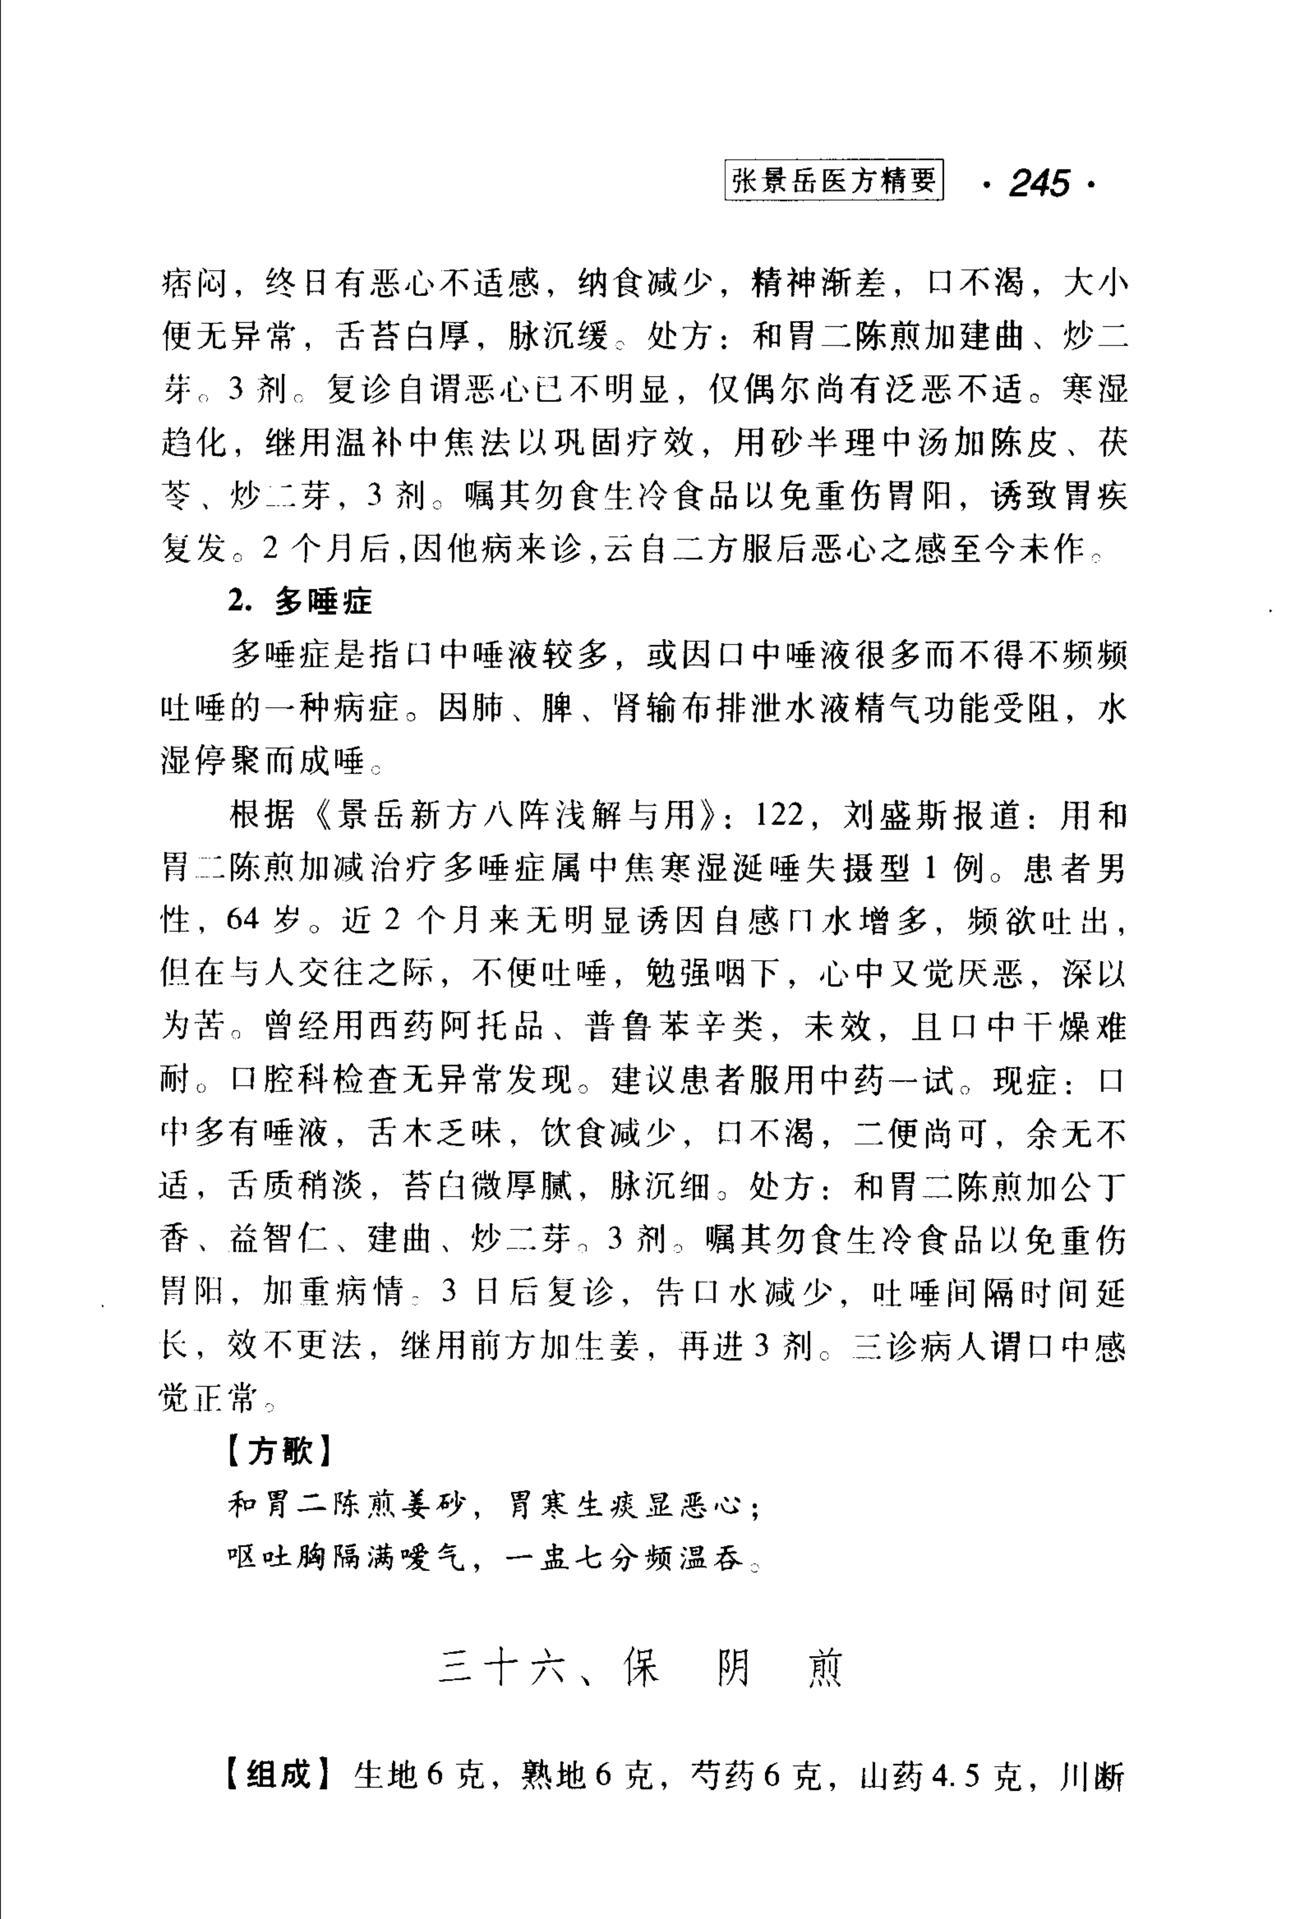 张景岳医方精要 ·245·
痞闷，终日有恶心不适感，纳食减少，精神渐差，口不渴，大小
便无异常，舌苔白厚，脉沉缓。处方：和胃二陈煎加建曲、炒二
芽。3 剂。复诊自谓恶心已不明显，仅偶尔尚有泛恶不适。寒湿
趋化，继用温补中焦法以巩固疗效，用砂半理中汤加陈皮、茯
苓、炒二芽，3 剂。嘱其勿食生冷食品以免重伤胃阳，诱致胃疾
复发。2 个月后，因他病来诊，云自二方服后恶心之感至今未作。
2. 多唾症
多唾症是指口中唾液较多，或因口中唾液很多而不得不频频
吐唾的一种病症。因肺、脾、肾输布排泄水液精气功能受阻，水
湿停聚而成唾。
根据《景岳新方八阵浅解与用》：122，刘盛斯报道：用和
胃二陈煎加减治疗多唾症属中焦寒湿涎唾失摄型 1 例。患者男
性，64 岁。近 2 个月来无明显诱因自感口水增多，频欲吐出，
但在与人交往之际，不便吐唾，勉强咽下，心中又觉厌恶，深以
为苦。曾经用西药阿托品、普鲁苯辛类，未效，且口中干燥难
耐。口腔科检查无异常发现。建议患者服用中药一试。现症：口
中多有唾液，舌木乏味，饮食减少，口不渴，二便尚可，余无不
适，舌质稍淡，苔白微厚腻，脉沉细。处方：和胃二陈煎加公丁
香、益智仁、建曲、炒二芽。3 剂。嘱其勿食生冷食品以免重伤
胃阳，加重病情。3 日后复诊，告口水减少，吐唾间隔时间延
长，效不更法，继用前方加生姜，再进 3 剂。三诊病人谓口中感
觉正常。
【方歌】
和胃二陈煎姜砂，胃寒生痰显恶心；
呕吐胸隔满嗳气，一盅七分频温吞。
三十六、保 阴 煎
【组成】生地 6 克，熟地 6 克，芍药 6 克，山药 4.5 克，川断